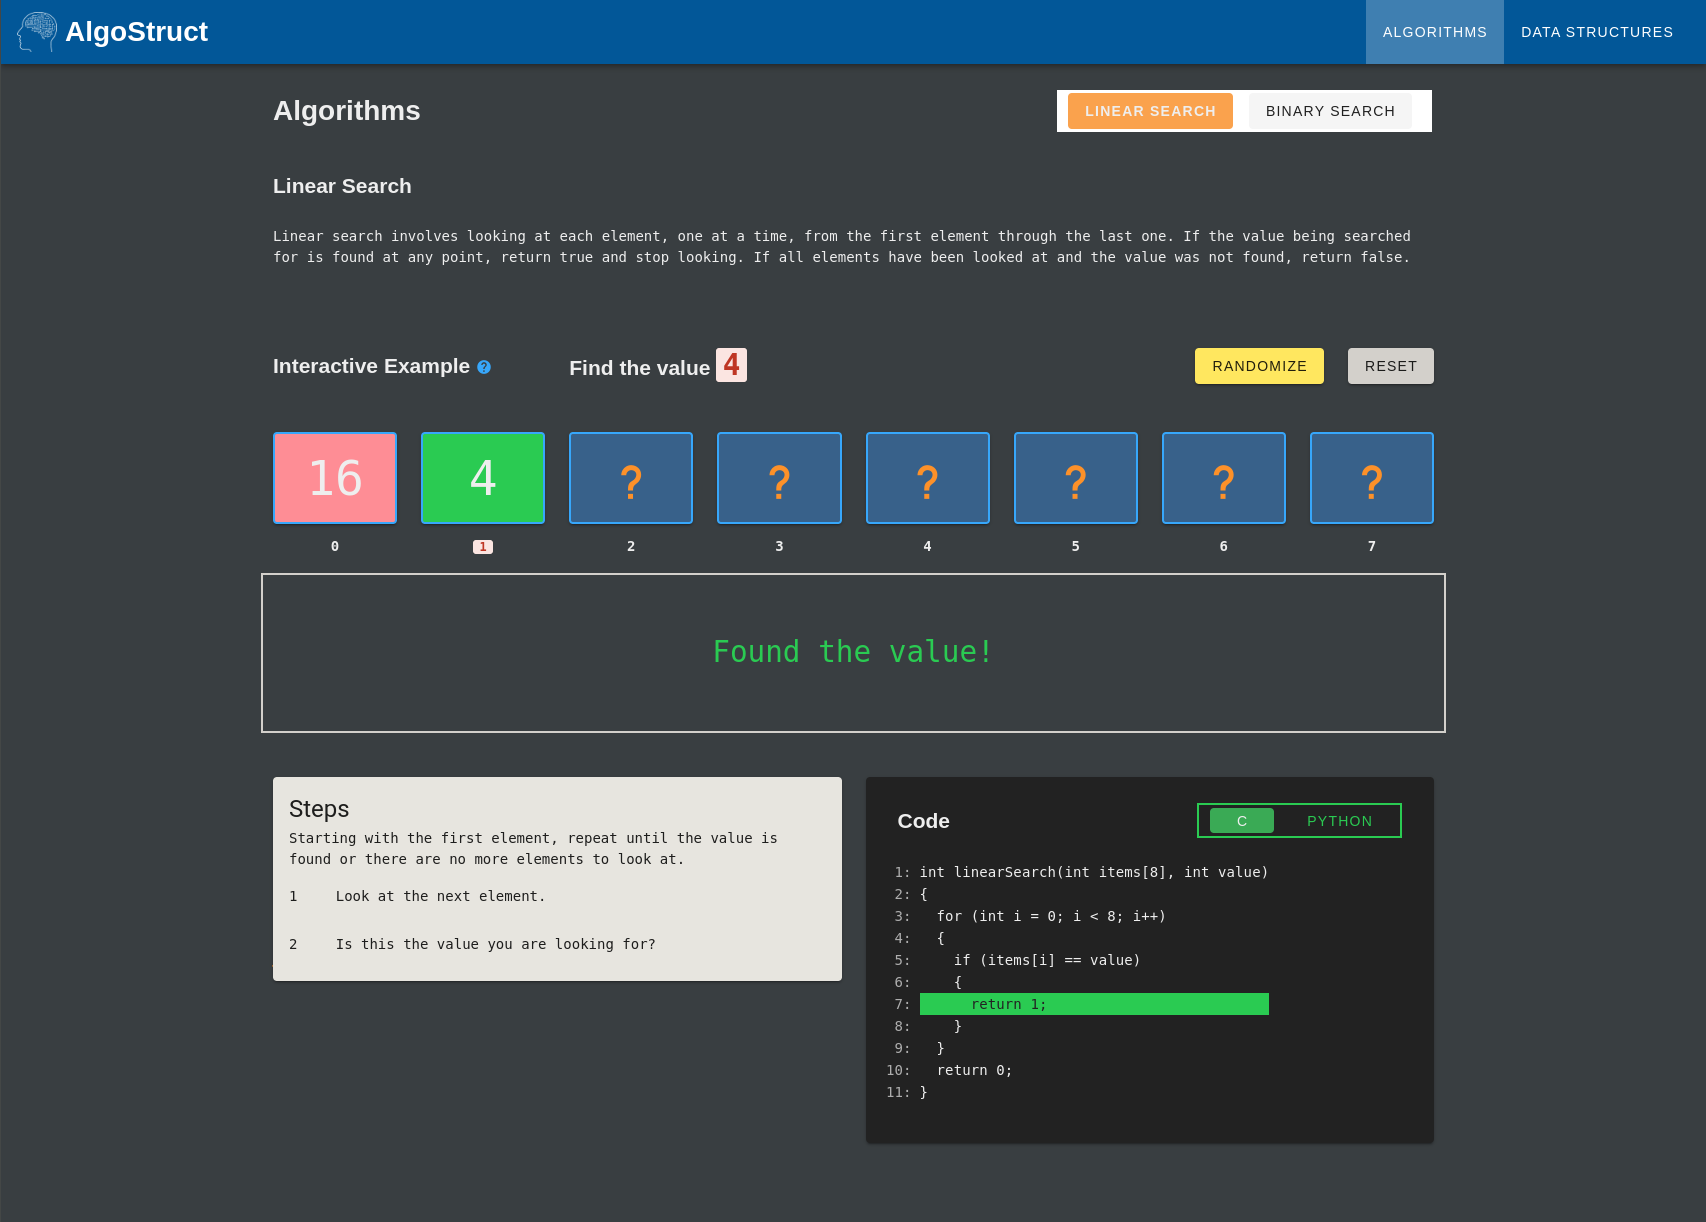 AlgoStruct
ALGORITHMS
DATA STRUCTURES
Algorithms
LINEAR SEARCH
BINARY SEARCH
Linear Search
Linear search involves looking at each element, one at a time, from the first element through the last one. If the value being searched
for is found at any point, return true and stop looking. If all elements have been looked at and the value was not found, return false.
Interactive Example ?
Find the value 4
RANDOMIZE
RESET
16 4 ? ? ? ? ? ?
0 1 2 3 4 5 6 7
Found the value!
Steps
Starting with the first element, repeat until the value is
found or there are no more elements to look at.
1 Look at the next element.
2 Is this the value you are looking for?
Code
C
PYTHON
1: int linearSearch(int items[8], int value)
2: {
3:   for (int i = 0; i < 8; i++)
4:   {
5:     if (items[i] == value)
6:     {
7:       return 1;
8:     }
9:   }
10:   return 0;
11: }